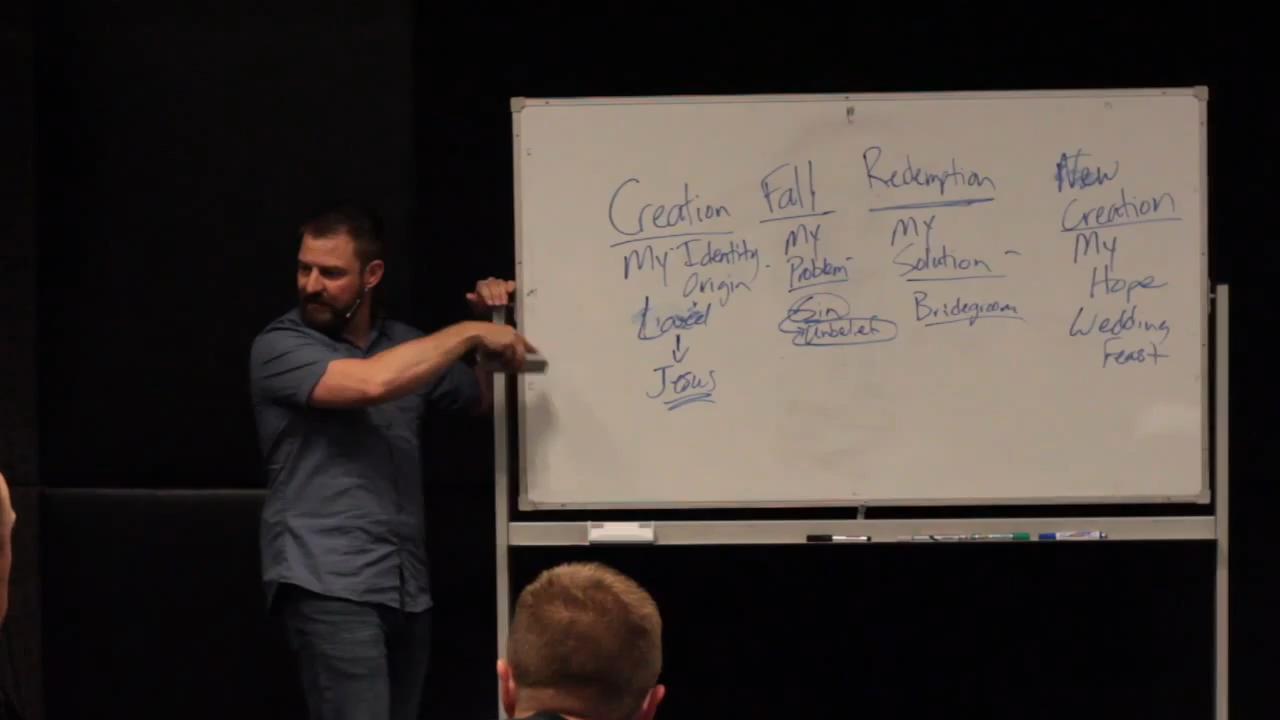 Creation
My Identity
Origin
Loved
Jesus
Fall
My
Problem
Sin
Unbelief
Redemption
My
Solution
Bridegroom
New
Creation
My
Hope
Wedding
Feast